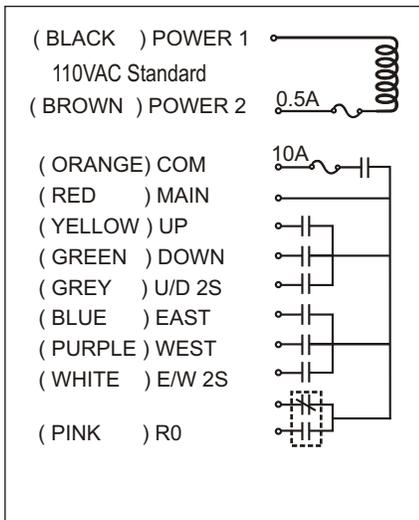 ( BLACK ) POWER 1
110VAC Standard
( BROWN ) POWER 2 0.5A
( ORANGE) COM 10A
( RED ) MAIN
( YELLOW ) UP
( GREEN ) DOWN
( GREY ) U/D 2S
( BLUE ) EAST
( PURPLE ) WEST
( WHITE ) E/W 2S
( PINK ) R0